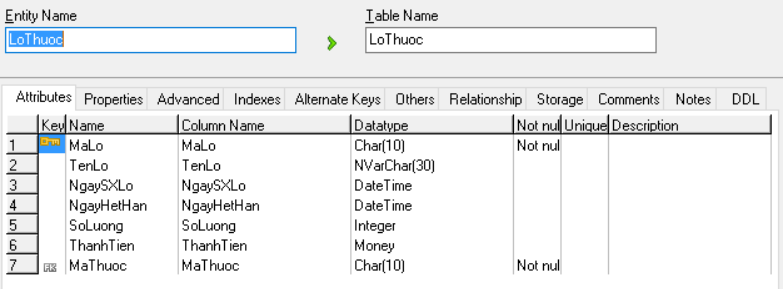 Entity Name Table Name
LoThuoc LoThuoc
Attributes Properties Advanced Indexes Alternate Keys Others Relationship Storage Comments Notes DDL
Key Name Column Name Datatype Not nul Unique Description
1 MaLo MaLo Char(10) Not nul
2 TenLo TenLo NVarChar(30)
3 NgaySXLo NgaySXLo DateTime
4 NgayHetHan NgayHetHan DateTime
5 SoLuong SoLuong Integer
6 ThanhTien ThanhTien Money
7 MaThuoc MaThuoc Char(10) Not nul